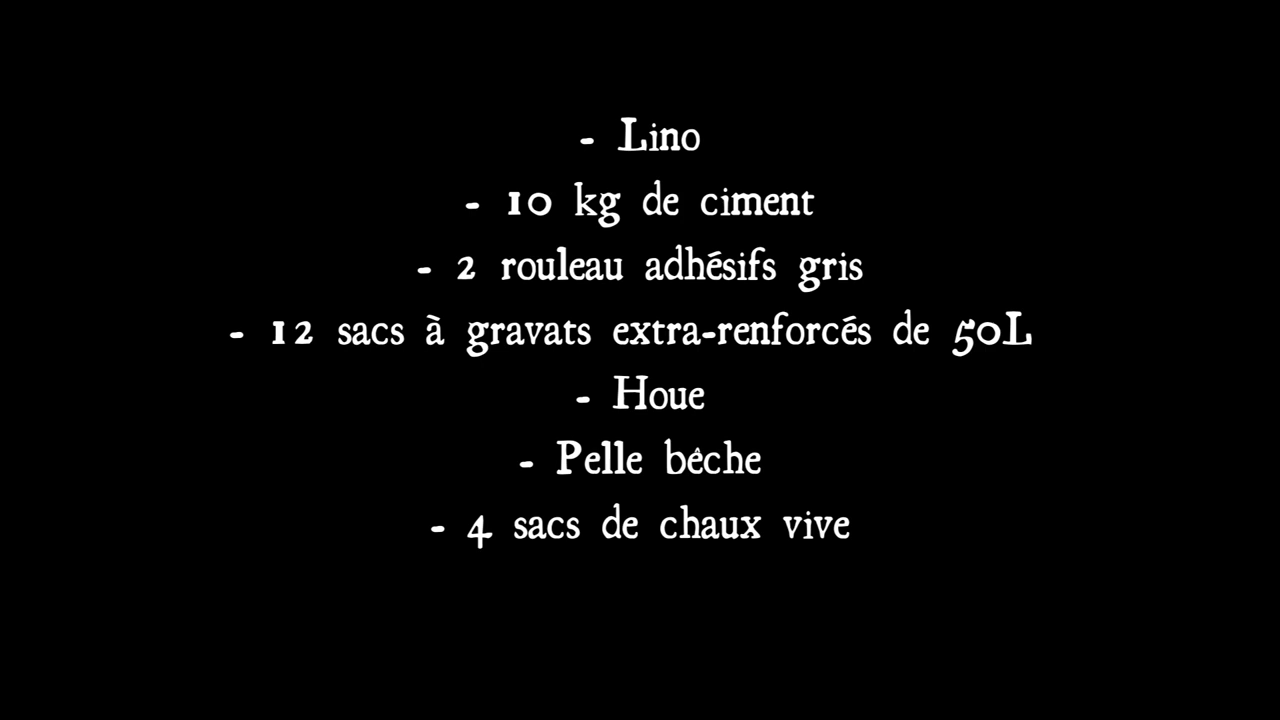 - Lino
- 10 kg de ciment
- 2 rouleau adhésifs gris
- 12 sacs à gravats extra-renforcés de 50L
- Houe
- Pelle bêche
- 4 sacs de chaux vive